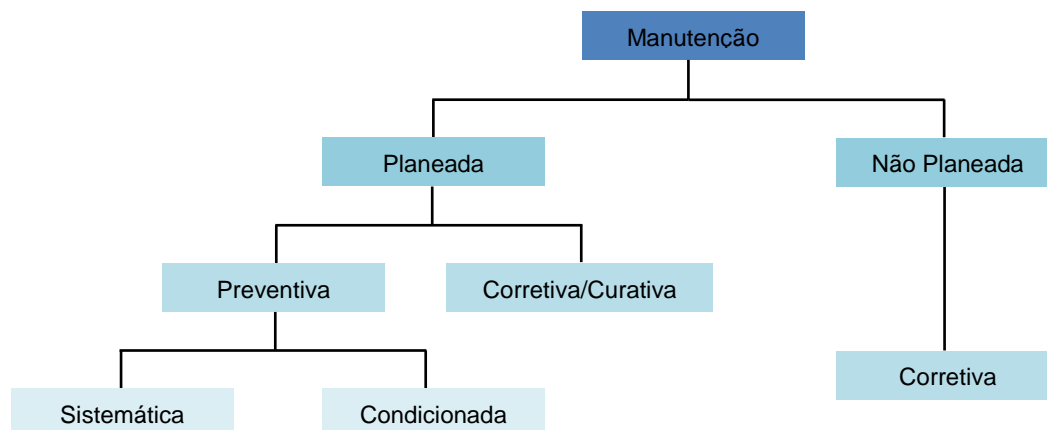 Manutenção
Planeada
Não Planeada
Preventiva
Corretiva/Curativa
Corretiva
Sistemática
Condicionada